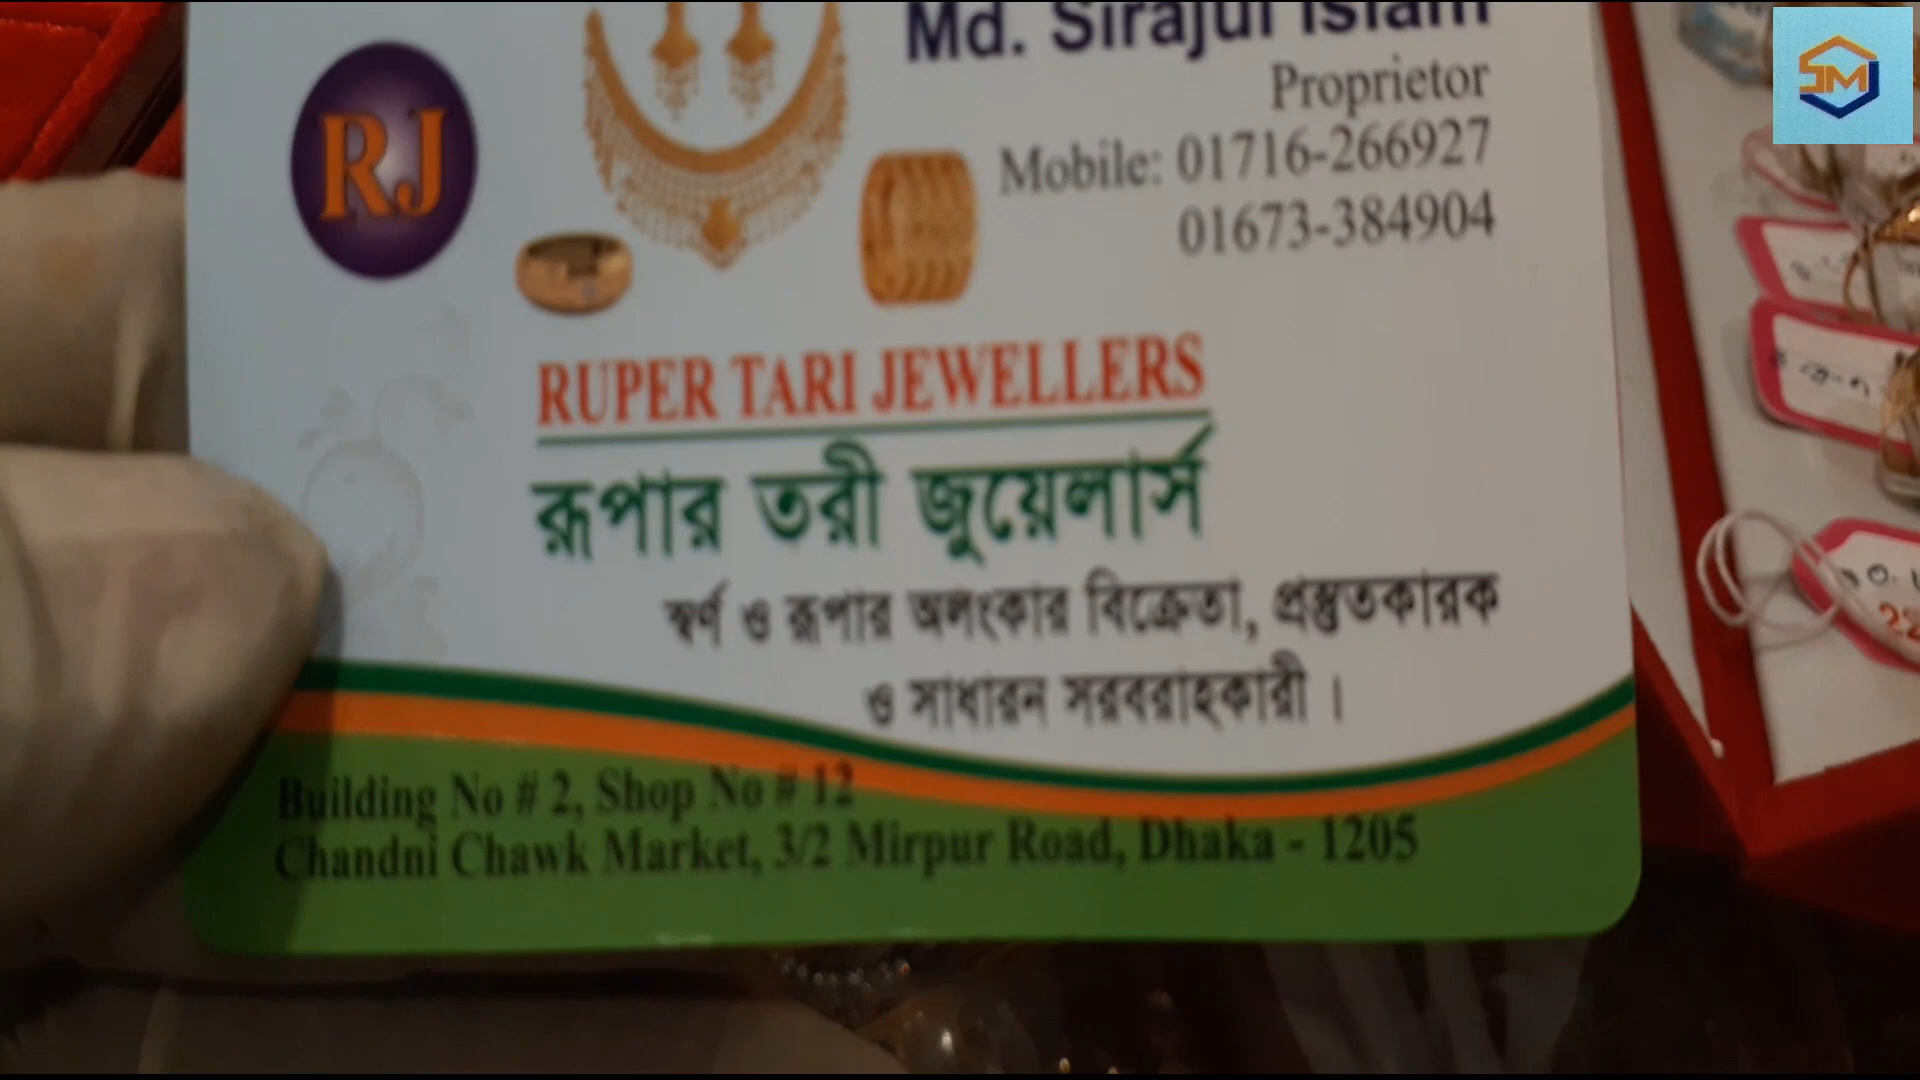 Md. Sirajul Islam
Proprietor
Mobile: 01716-266927
01673-384904
RJ
RUPER TARI JEWELLERS
রূপার তরী জুয়েলার্স
স্বর্ণ ও রূপার অলংকার বিক্রেতা, প্রস্তুতকারক
ও সাধারন সরবরাহকারী ।
Building No # 2, Shop No # 12
Chandni Chawk Market, 3/2 Mirpur Road, Dhaka - 1205
SM